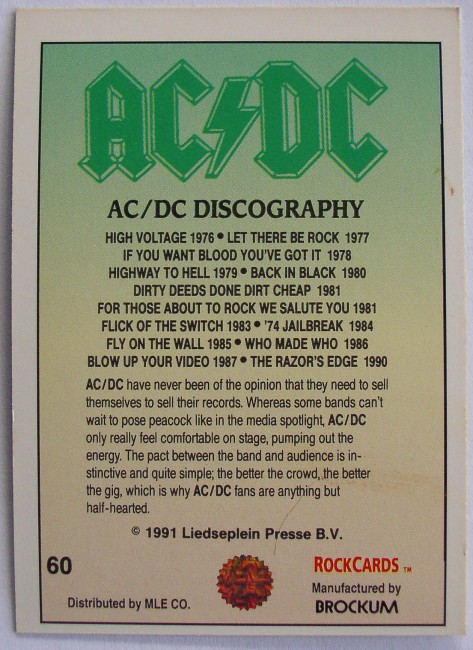 AC/DC
AC/DC DISCOGRAPHY
HIGH VOLTAGE 1976 • LET THERE BE ROCK 1977
IF YOU WANT BLOOD YOU'VE GOT IT 1978
HIGHWAY TO HELL 1979 • BACK IN BLACK 1980
DIRTY DEEDS DONE DIRT CHEAP 1981
FOR THOSE ABOUT TO ROCK WE SALUTE YOU 1981
FLICK OF THE SWITCH 1983 • '74 JAILBREAK 1984
FLY ON THE WALL 1985 • WHO MADE WHO 1986
BLOW UP YOUR VIDEO 1987 • THE RAZOR'S EDGE 1990
AC/DC have never been of the opinion that they need to sell
themselves to sell their records. Whereas some bands can't
wait to pose peacock like in the media spotlight, AC/DC
only really feel comfortable on stage, pumping out the
energy. The pact between the band and audience is in-
stinctive and quite simple; the better the crowd, the better
the gig, which is why AC/DC fans are anything but
half-hearted.
© 1991 Liedseplein Presse B.V.
60
ROCKCARDS ™
Manufactured by
Distributed by MLE CO.
BROCKUM